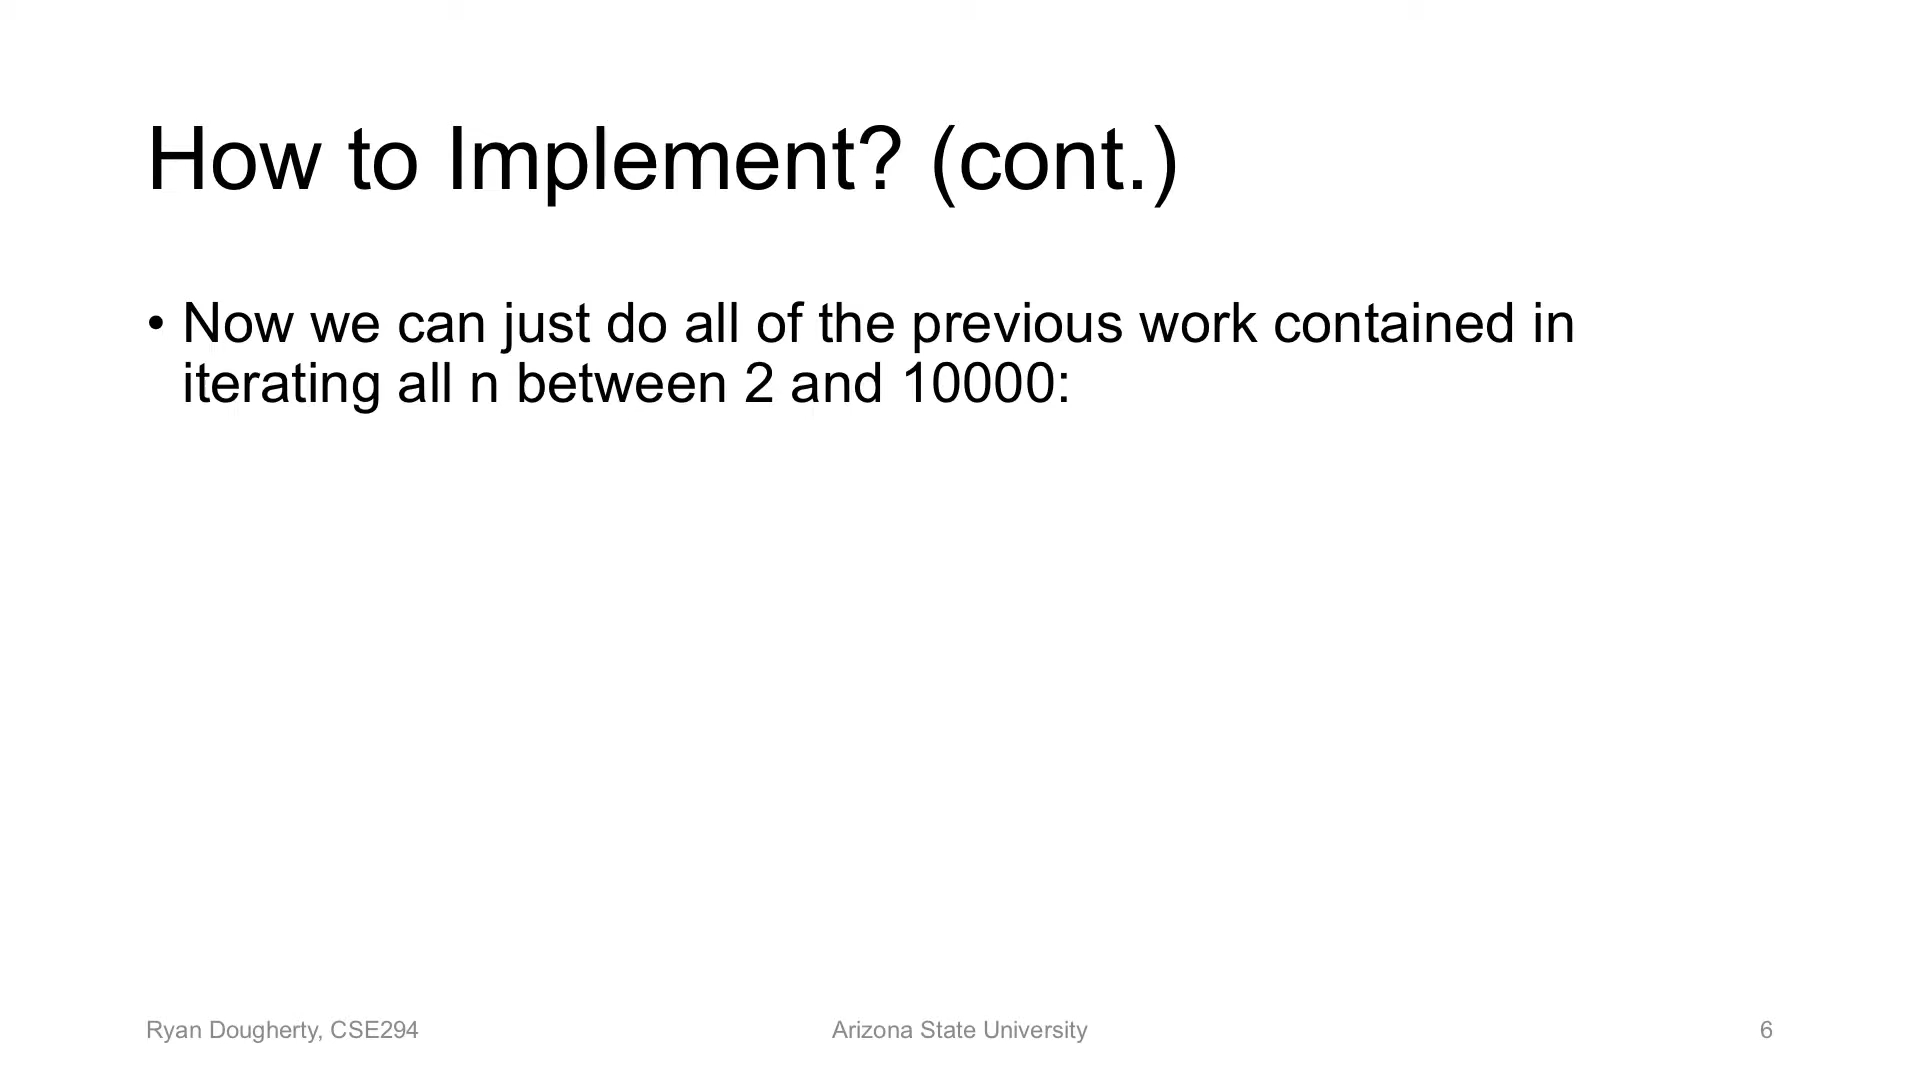 How to Implement? (cont.)
• Now we can just do all of the previous work contained in
iterating all n between 2 and 10000:
Ryan Dougherty, CSE294
Arizona State University
6